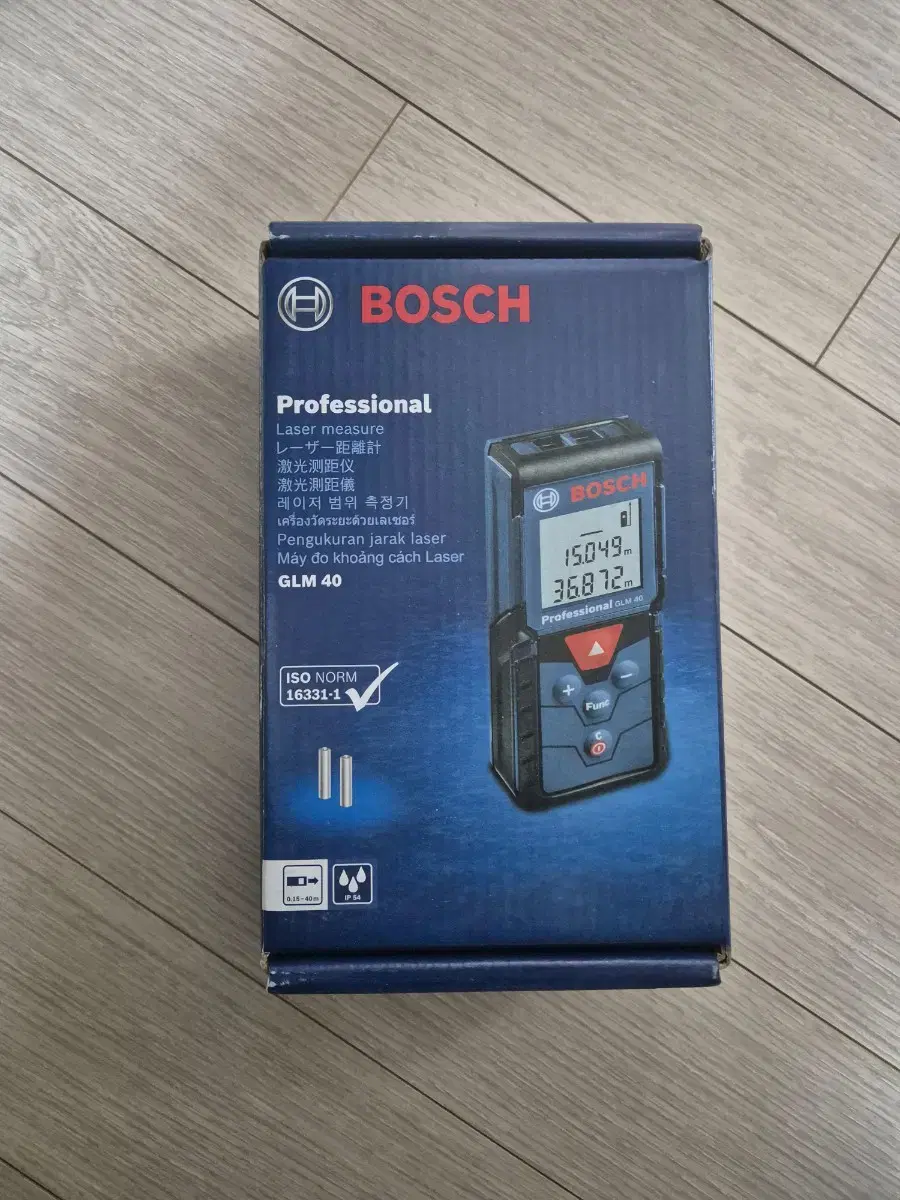 BOSCH
Professional
Laser measure
レーザー距離計
激光测距仪
激光測距儀
레이저 범위 측정기
เครื่องวัดระยะด้วยเลเซอร์
Pengukuran jarak laser
Máy đo khoảng cách Laser
GLM 40
BOSCH
15.049 m
36.872 m
Professional GLM 40
+
−
Func
C
ISO NORM
16331-1
0.15-40m
IP 54